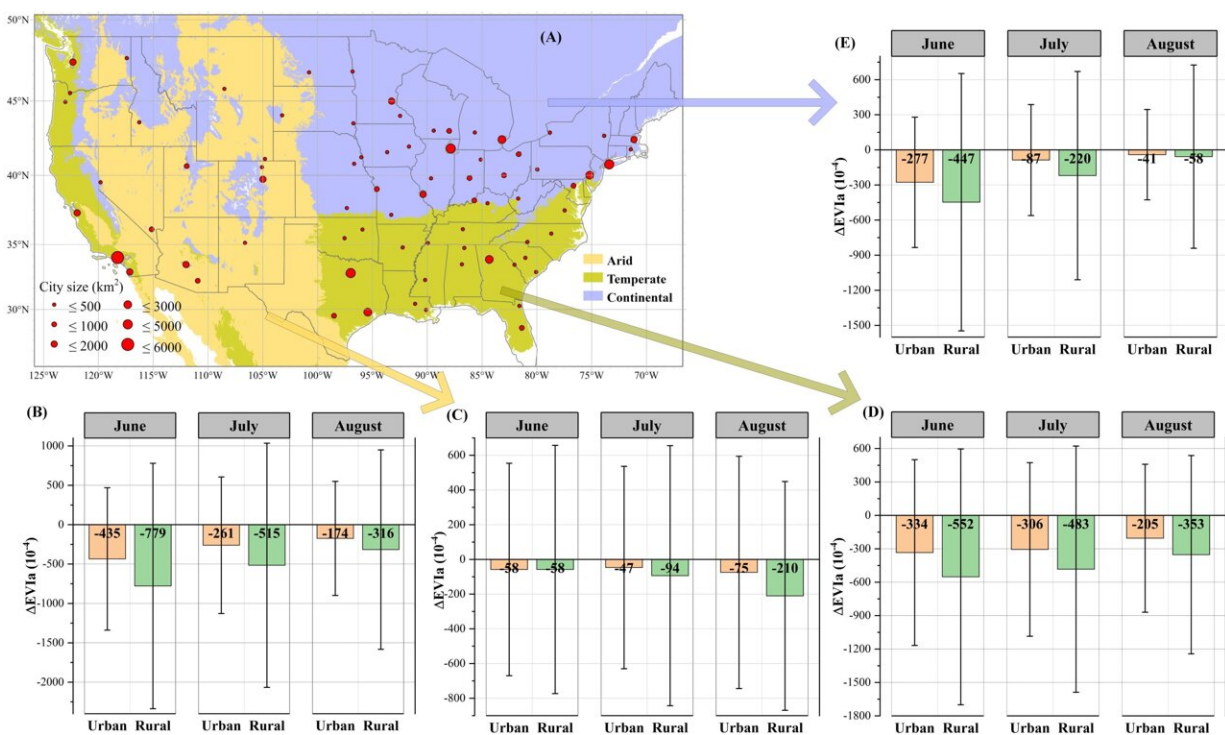 50°N
45°N
40°N
35°N
30°N
(A)
Arid
Temperate
Continental
City size (km²)
≤ 500
≤ 3000
≤ 1000
≤ 5000
≤ 2000
≤ 6000
125°W 120°W 115°W 110°W 105°W 100°W 95°W 90°W 85°W 80°W 75°W 70°W
(E)
June July August
ΔEVIa (10⁻⁴)
600
300
0
-300
-600
-900
-1200
-1500
-277 -447 -87 -220 -41 -58
Urban Rural Urban Rural Urban Rural
(B)
June July August
ΔEVIa (10⁻⁴)
1000
500
0
-500
-1000
-1500
-2000
-435 -779 -261 -515 -174 -316
Urban Rural Urban Rural Urban Rural
(C)
June July August
ΔEVIa (10⁻⁴)
600
400
200
0
-200
-400
-600
-800
-58 -58 -47 -94 -75 -210
Urban Rural Urban Rural Urban Rural
(D)
June July August
ΔEVIa (10⁻⁴)
600
300
0
-300
-600
-900
-1200
-1500
-1800
-334 -552 -306 -483 -205 -353
Urban Rural Urban Rural Urban Rural